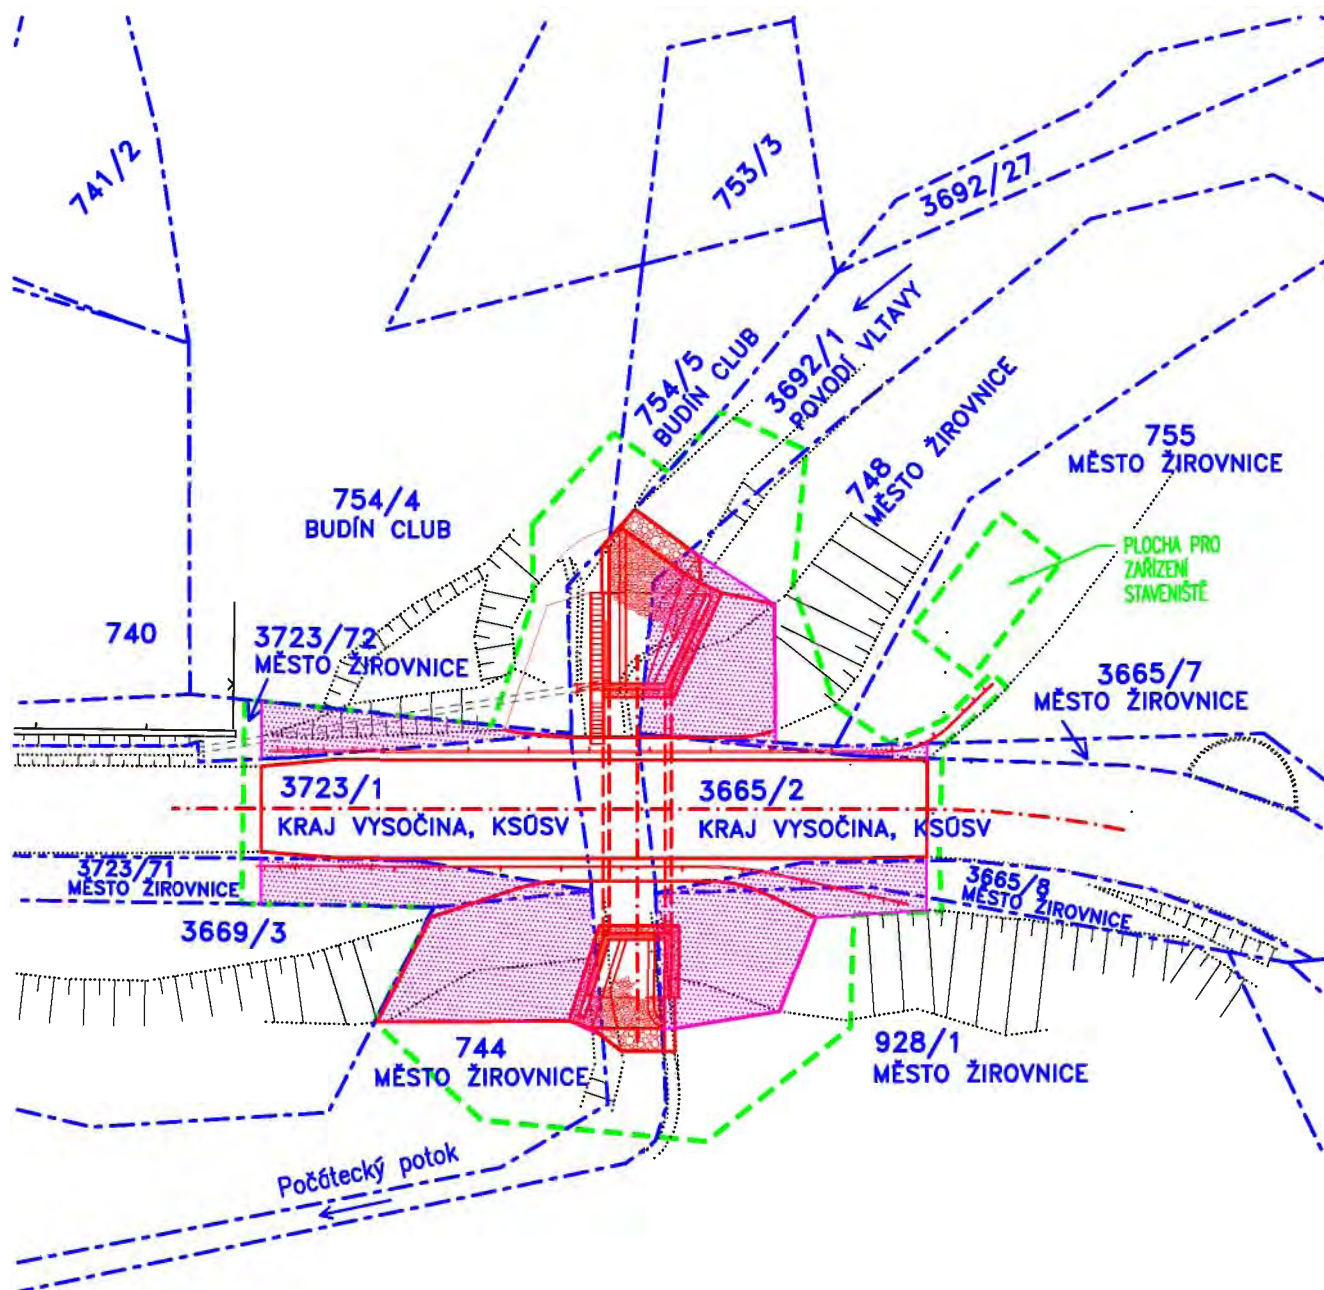 741/2
753/3
3692/27
754/5
BUDÍN CLUB
3692/1
POVODÍ VLTAVY
748
MĚSTO ŽIROVNICE
755
MĚSTO ŽIROVNICE
754/4
BUDÍN CLUB
PLOCHA PRO
ZAŘÍZENÍ
STAVENIŠTĚ
740
3723/72
MĚSTO ŽIROVNICE
3665/7
MĚSTO ŽIROVNICE
3723/1
KRAJ VYSOČINA, KSÚSV
3665/2
KRAJ VYSOČINA, KSÚSV
3723/71
MĚSTO ŽIROVNICE
3665/8
MĚSTO ŽIROVNICE
3669/3
744
MĚSTO ŽIROVNICE
928/1
MĚSTO ŽIROVNICE
Počátecký potok